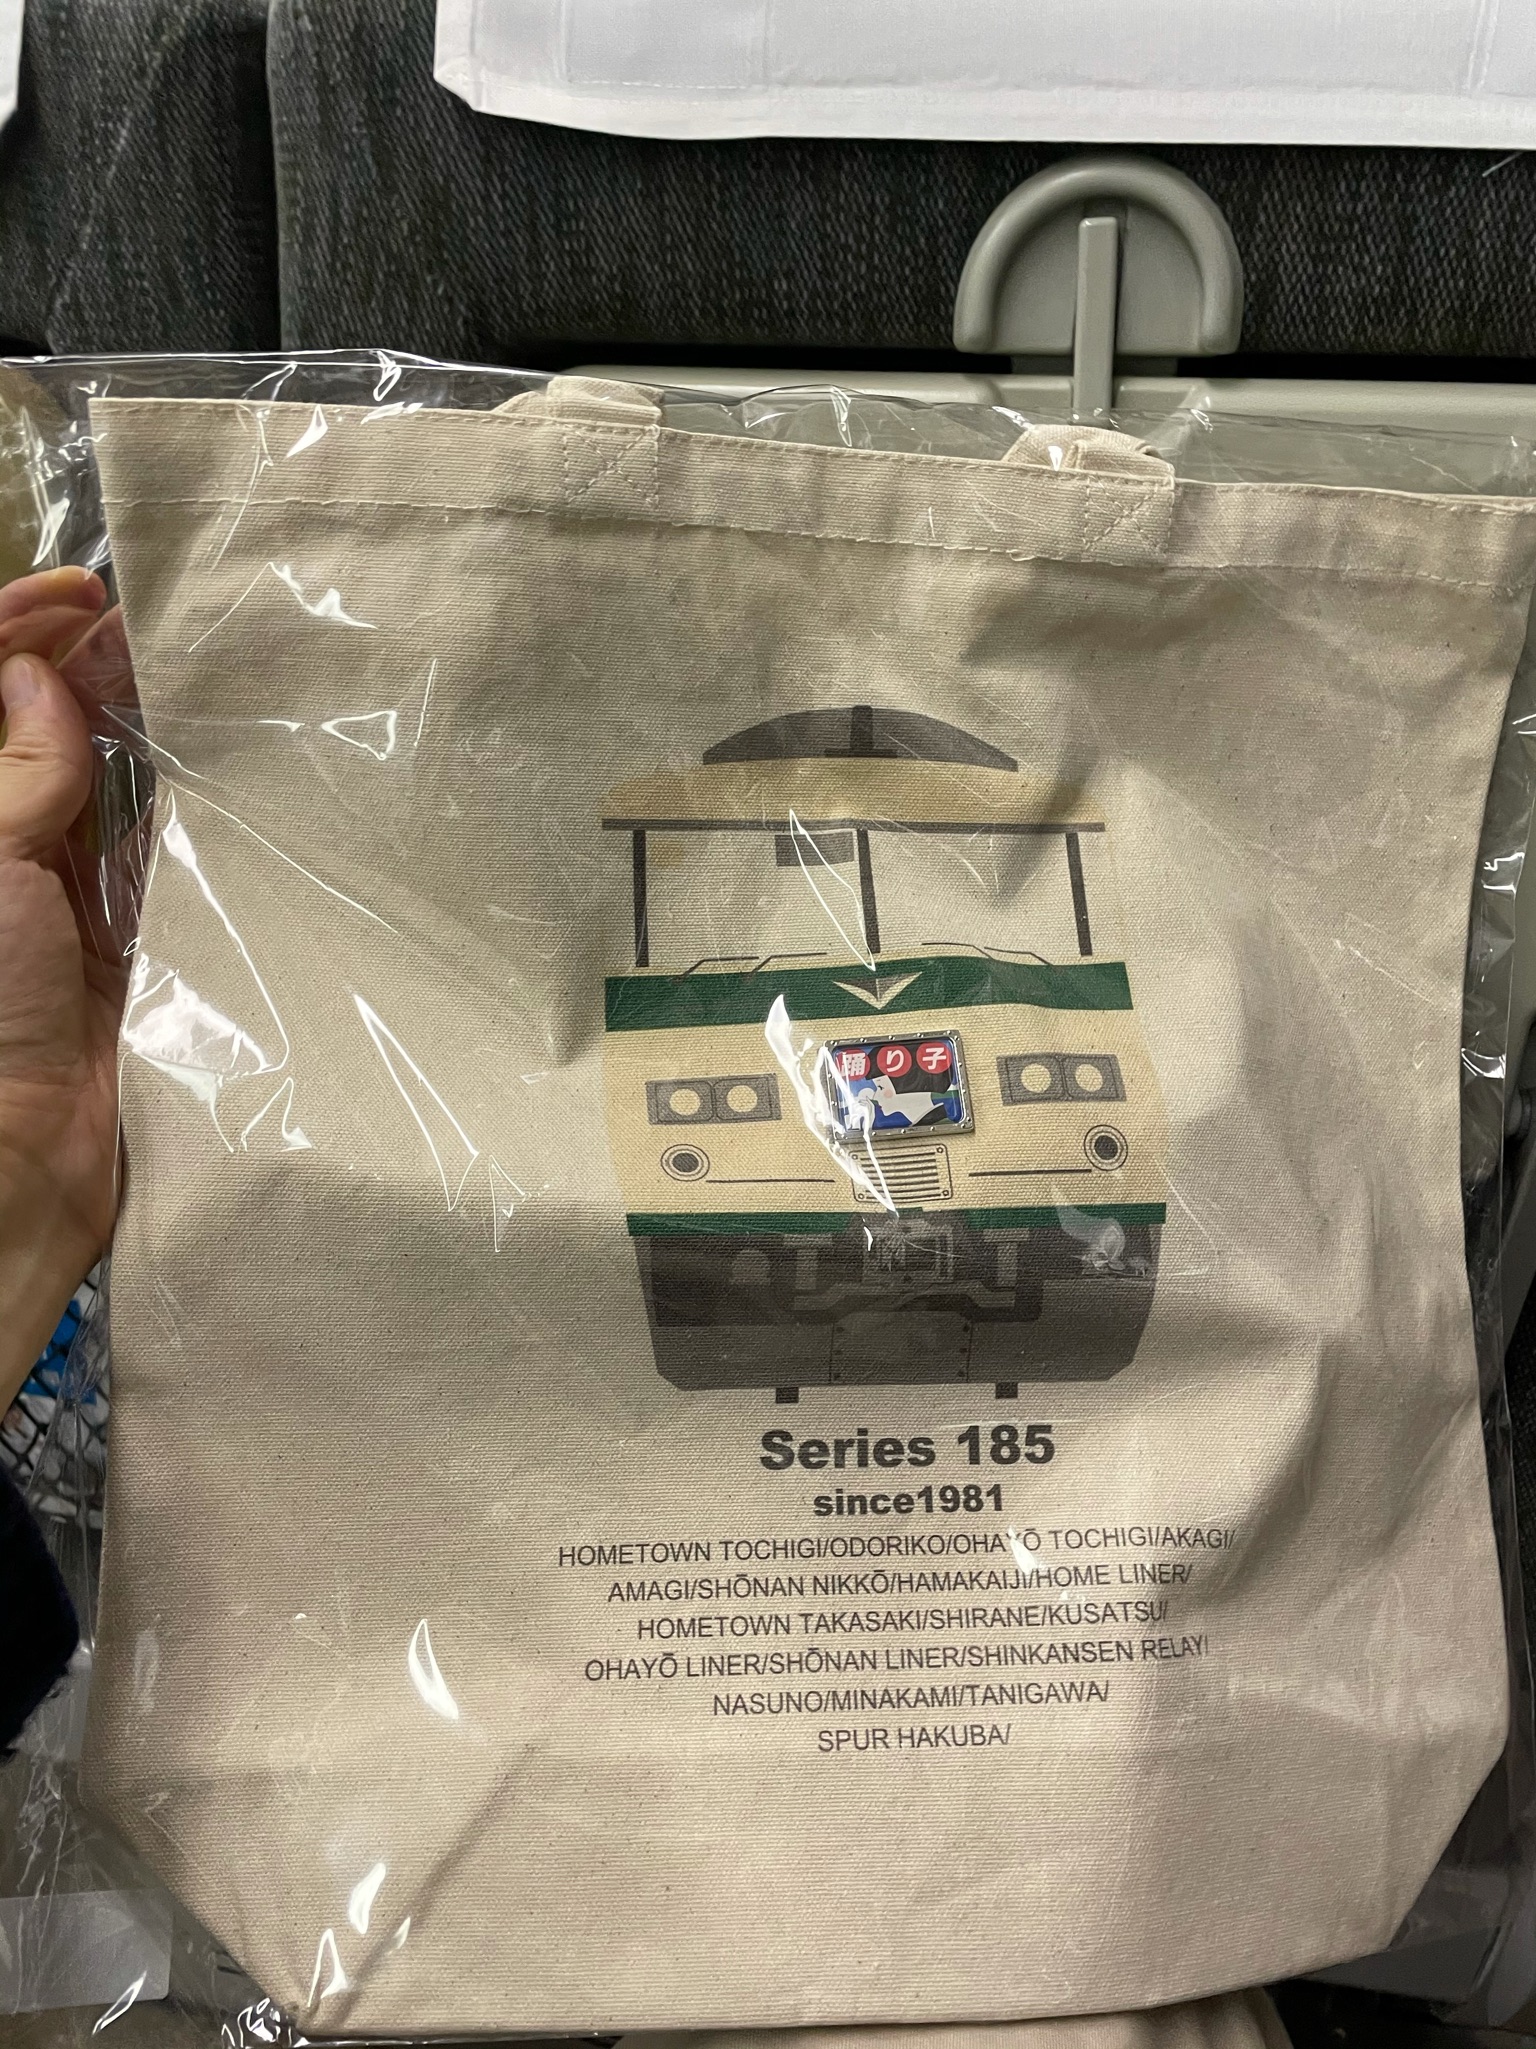 踊り子
Series 185
since1981
HOMETOWN TOCHIGI/ODORIKO/OHAYŌ TOCHIGI/AKAGI/
AMAGI/SHŌNAN NIKKŌ/HAMAKAIJI/HOME LINER/
HOMETOWN TAKASAKI/SHIRANE/KUSATSU/
OHAYŌ LINER/SHŌNAN LINER/SHINKANSEN RELAY/
NASUNO/MINAKAMI/TANIGAWA/
SPUR HAKUBA/